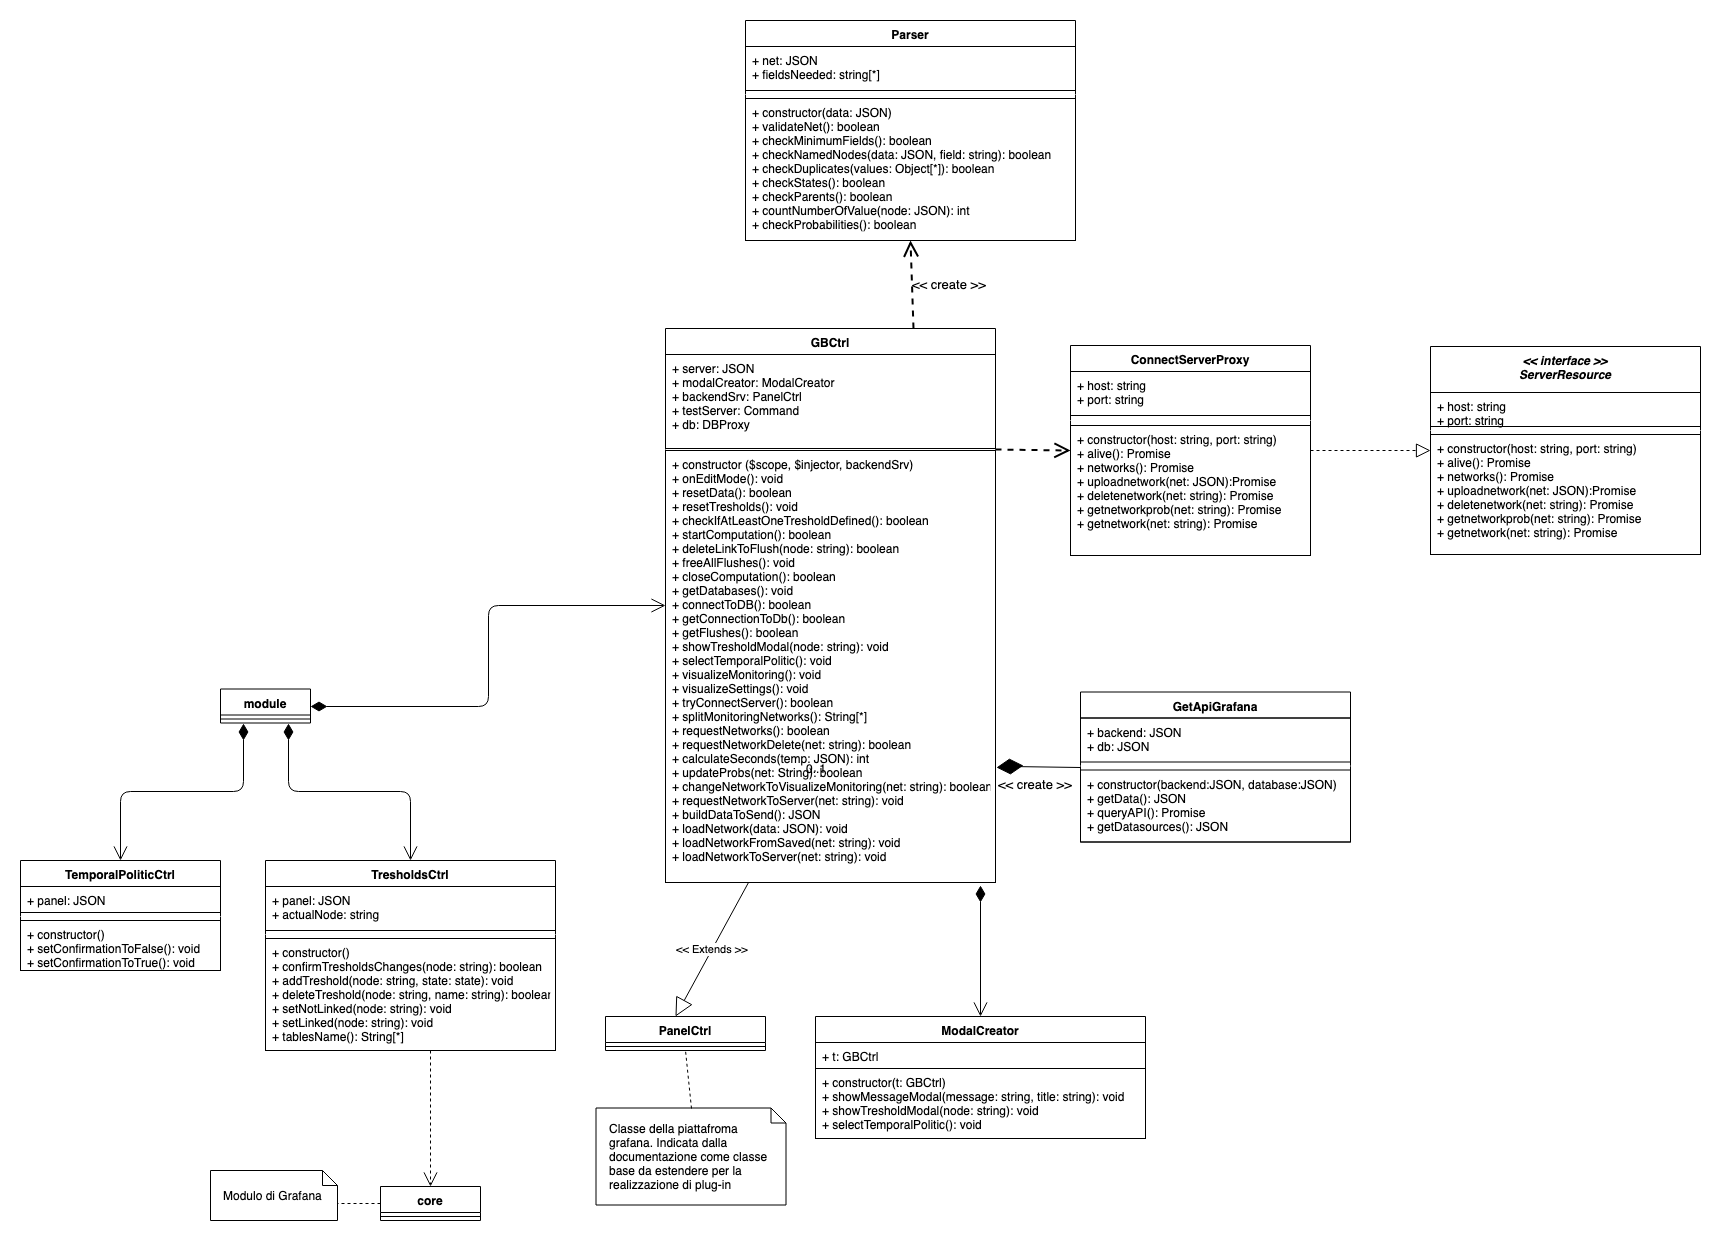 Parser
+ net: JSON
+ fieldsNeeded: string[*]
+ constructor(data: JSON)
+ validateNet(): boolean
+ checkMinimumFields(): boolean
+ checkNamedNodes(data: JSON, field: string): boolean
+ checkDuplicates(values: Object[*]): boolean
+ checkStates(): boolean
+ checkParents(): boolean
+ countNumberOfValue(node: JSON): int
+ checkProbabilities(): boolean
<< create >>
GBCtrl
+ server: JSON
+ modalCreator: ModalCreator
+ backendSrv: PanelCtrl
+ testServer: Command
+ db: DBProxy
+ constructor ($scope, $injector, backendSrv)
+ onEditMode(): void
+ resetData(): boolean
+ resetTresholds(): void
+ checkIfAtLeastOneTresholdDefined(): boolean
+ startComputation(): boolean
+ deleteLinkToFlush(node: string): boolean
+ freeAllFlushes(): void
+ closeComputation(): boolean
+ getDatabases(): void
+ connectToDB(): boolean
+ getConnectionToDb(): boolean
+ getFlushes(): boolean
+ showTresholdModal(node: string): void
+ selectTemporalPolitic(): void
+ visualizeMonitoring(): void
+ visualizeSettings(): void
+ tryConnectServer(): boolean
+ splitMonitoringNetworks(): String[*]
+ requestNetworks(): boolean
+ requestNetworkDelete(net: string): boolean
+ calculateSeconds(temp: JSON): int
+ updateProbs(net: String): boolean
+ changeNetworkToVisualizeMonitoring(net: string): boolean
+ requestNetworkToServer(net: string): void
+ buildDataToSend(): JSON
+ loadNetwork(data: JSON): void
+ loadNetworkFromSaved(net: string): void
+ loadNetworkToServer(net: string): void
ConnectServerProxy
+ host: string
+ port: string
+ constructor(host: string, port: string)
+ alive(): Promise
+ networks(): Promise
+ uploadnetwork(net: JSON):Promise
+ deletenetwork(net: string): Promise
+ getnetworkprob(net: string): Promise
+ getnetwork(net: string): Promise
<< interface >>
ServerResource
+ host: string
+ port: string
+ constructor(host: string, port: string)
+ alive(): Promise
+ networks(): Promise
+ uploadnetwork(net: JSON):Promise
+ deletenetwork(net: string): Promise
+ getnetworkprob(net: string): Promise
+ getnetwork(net: string): Promise
module
<< create >>
GetApiGrafana
+ backend: JSON
+ db: JSON
+ constructor(backend:JSON, database:JSON)
+ getData(): JSON
+ queryAPI(): Promise
+ getDatasources(): JSON
TemporalPoliticCtrl
+ panel: JSON
+ constructor()
+ setConfirmationToFalse(): void
+ setConfirmationToTrue(): void
TresholdsCtrl
+ panel: JSON
+ actualNode: string
+ constructor()
+ confirmTresholdsChanges(node: string): boolean
+ addTreshold(node: string, state: state): void
+ deleteTreshold(node: string, name: string): boolean
+ setNotLinked(node: string): void
+ setLinked(node: string): void
+ tablesName(): String[*]
<< Extends >>
PanelCtrl
ModalCreator
+ t: GBCtrl
+ constructor(t: GBCtrl)
+ showMessageModal(message: string, title: string): void
+ showTresholdModal(node: string): void
+ selectTemporalPolitic(): void
Classe della piattafroma
grafana. Indicata dalla
documentazione come classe
base da estendere per la
realizzazione di plug-in
Modulo di Grafana
core